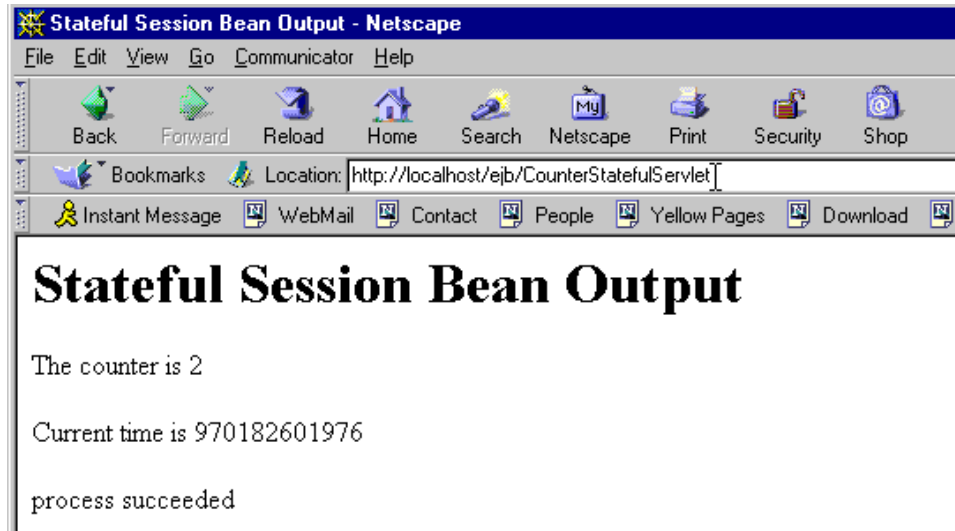 Stateful Session Bean Output - Netscape
File Edit View Go Communicator Help
Back Forward Reload Home Search Netscape Print Security Shop
Bookmarks Location: http://localhost/ejb/CounterStatefulServlet
Instant Message WebMail Contact People Yellow Pages Download
Stateful Session Bean Output
The counter is 2
Current time is 970182601976
process succeeded